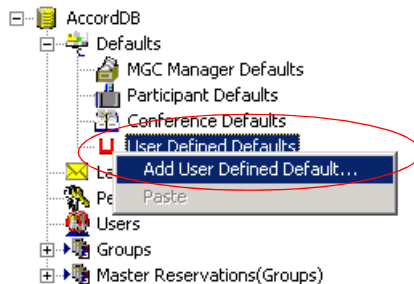 AccordDB
Defaults
MGC Manager Defaults
Participant Defaults
Conference Defaults
User Defined Defaults
Add User Defined Default...
Paste
Users
Groups
Master Reservations(Groups)